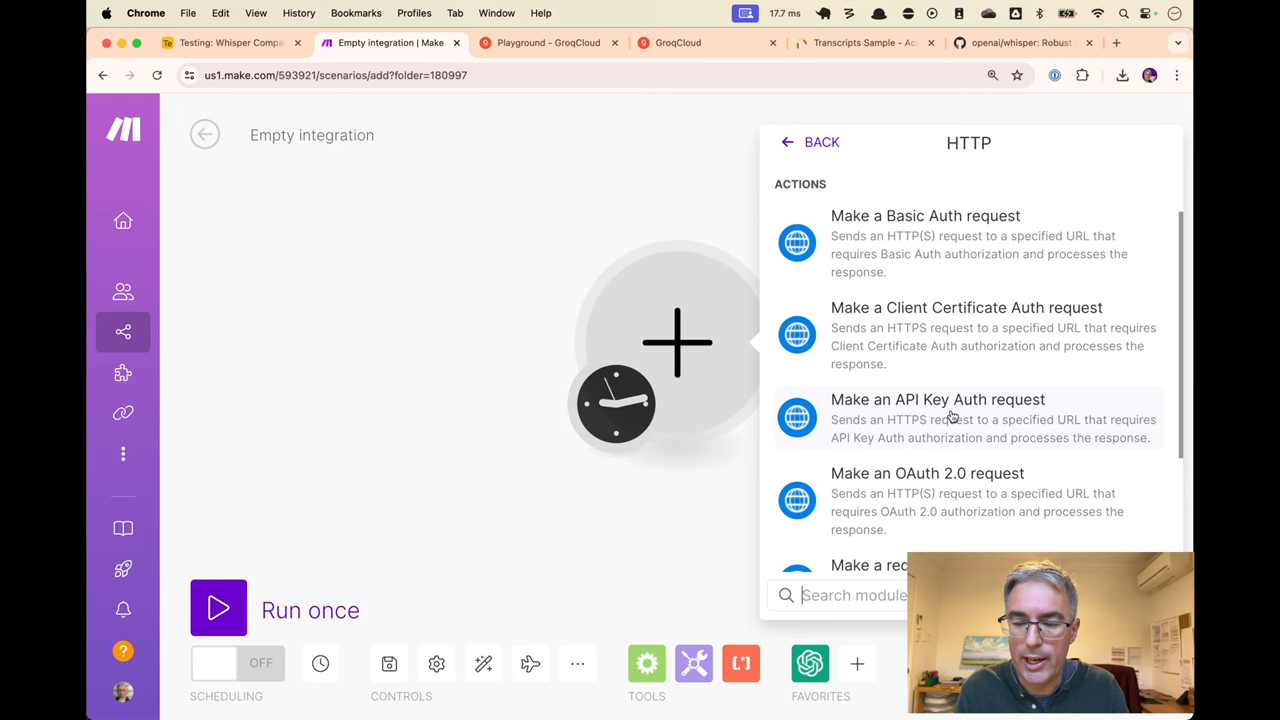 Chrome File Edit View History Bookmarks Profiles Tab Window Help 17.7 ms
Testing: Whisper Compa
Empty integration | Make
Playground - GroqCloud
GroqCloud
Transcripts Sample - Ac
openai/whisper: Robust
us1.make.com/593921/scenarios/add?folder=180997
Empty integration
BACK
HTTP
ACTIONS
Make a Basic Auth request
Sends an HTTP(S) request to a specified URL that
requires Basic Auth authorization and processes the
response.
Make a Client Certificate Auth request
Sends an HTTPS request to a specified URL that requires
Client Certificate Auth authorization and processes the
response.
Make an API Key Auth request
Sends an HTTPS request to a specified URL that requires
API Key Auth authorization and processes the response.
Make an OAuth 2.0 request
Sends an HTTP(S) request to a specified URL that
requires OAuth 2.0 authorization and processes the
response.
Make a req
Search module
Run once
OFF
SCHEDULING
CONTROLS
TOOLS
FAVORITES